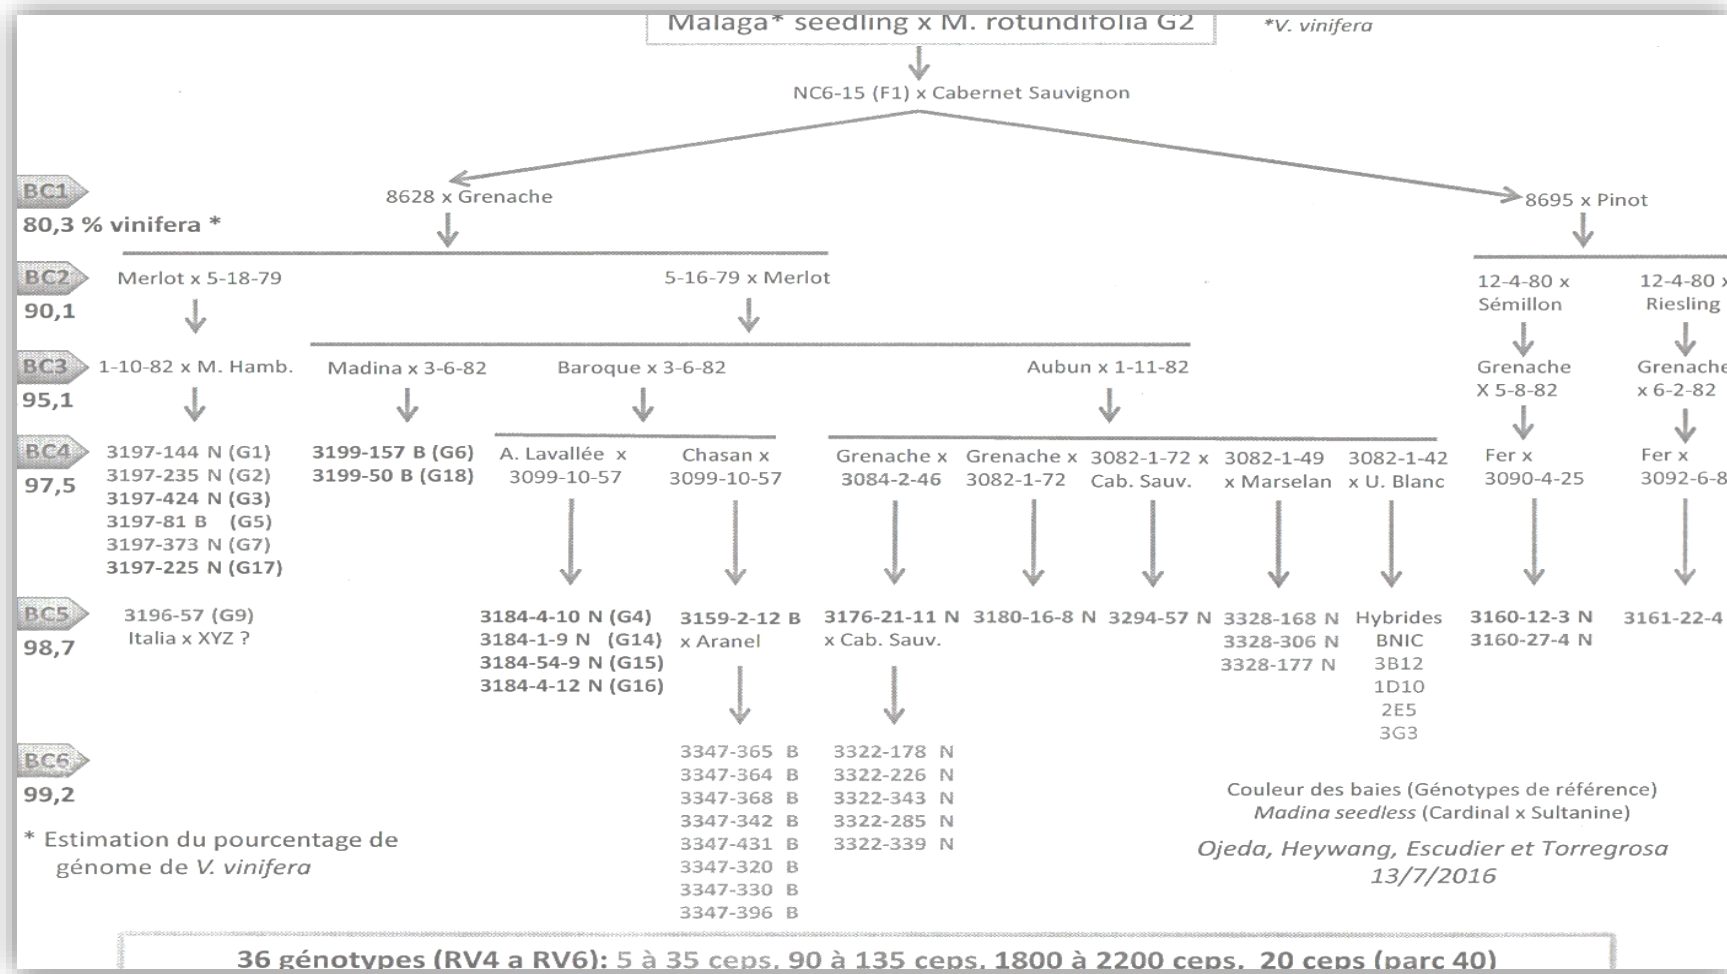 Malaga* seedling x M. rotundifolia G2
*V. vinifera
NC6-15 (F1) x Cabernet Sauvignon
BC1
80,3 % vinifera *
8628 x Grenache
8695 x Pinot
BC2
90,1
Merlot x 5-18-79
5-16-79 x Merlot
12-4-80 x
Sémillon
12-4-80 x
Riesling
BC3
95,1
1-10-82 x M. Hamb.
Madina x 3-6-82
Baroque x 3-6-82
Aubun x 1-11-82
Grenache
X 5-8-82
Grenache
x 6-2-82
BC4
97,5
3197-144 N (G1)
3197-235 N (G2)
3197-424 N (G3)
3197-81 B (G5)
3197-373 N (G7)
3197-225 N (G17)
3199-157 B (G6)
3199-50 B (G18)
A. Lavallée x
3099-10-57
Chasan x
3099-10-57
Grenache x
3084-2-46
Grenache x
3082-1-72
3082-1-72 x
Cab. Sauv.
3082-1-49
x Marselan
3082-1-42
x U. Blanc
Fer x
3090-4-25
Fer x
3092-6-8
BC5
98,7
3196-57 (G9)
Italia x XYZ ?
3184-4-10 N (G4)
3184-1-9 N (G14)
3184-54-9 N (G15)
3184-4-12 N (G16)
3159-2-12 B
x Aranel
3176-21-11 N
x Cab. Sauv.
3180-16-8 N
3294-57 N
3328-168 N
3328-306 N
3328-177 N
Hybrides
BNIC
3B12
1D10
2E5
3G3
3160-12-3 N
3160-27-4 N
3161-22-4
BC6
99,2
3347-365 B
3347-364 B
3347-368 B
3347-342 B
3347-431 B
3347-320 B
3347-330 B
3347-396 B
3322-178 N
3322-226 N
3322-343 N
3322-285 N
3322-339 N
* Estimation du pourcentage de
génome de V. vinifera
Couleur des baies (Génotypes de référence)
Madina seedless (Cardinal x Sultanine)
Ojeda, Heywang, Escudier et Torregrosa
13/7/2016
36 génotypes (RV4 a RV6): 5 à 35 ceps, 90 à 135 ceps, 1800 à 2200 ceps, 20 ceps (parc 40)